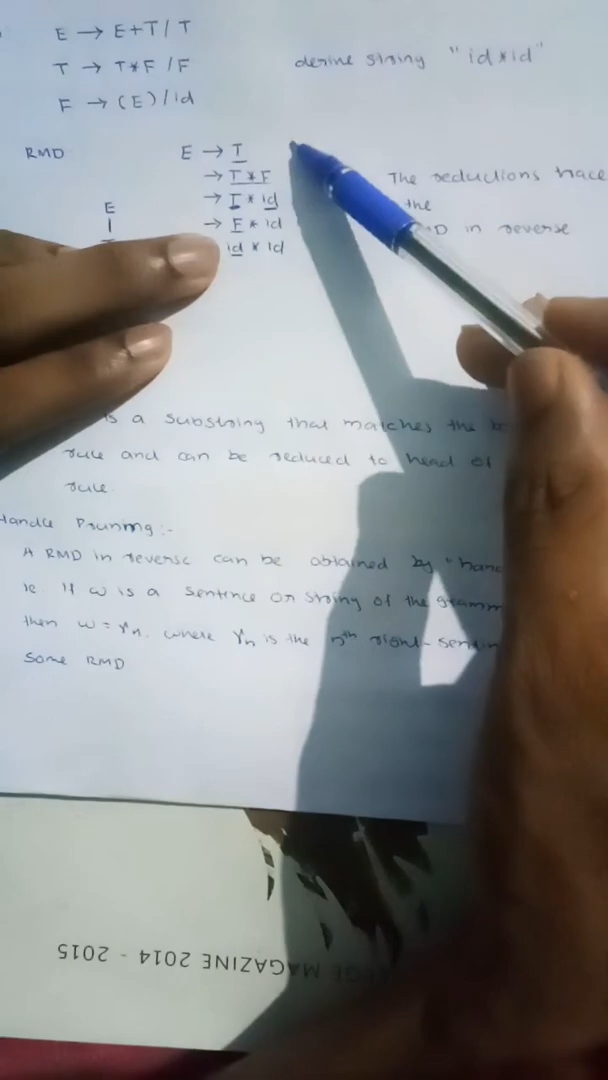 E → E+T/T
T → T*F/F
derive string "id*id"
F → (E)/id
RMD
E → T
→ T*F
→ T*id
→ F*id
id*id
E
The reductions trace
the
in reverse
is a substring that matches the
rule and can be reduced to head of
rule
Handle Pruning:-
A RMD in reverse can be obtained by "
ie if ω is a sentence or string of the
then ω=γn. where γn is the nth right-
some RMD
MAGAZINE 2014 - 2015